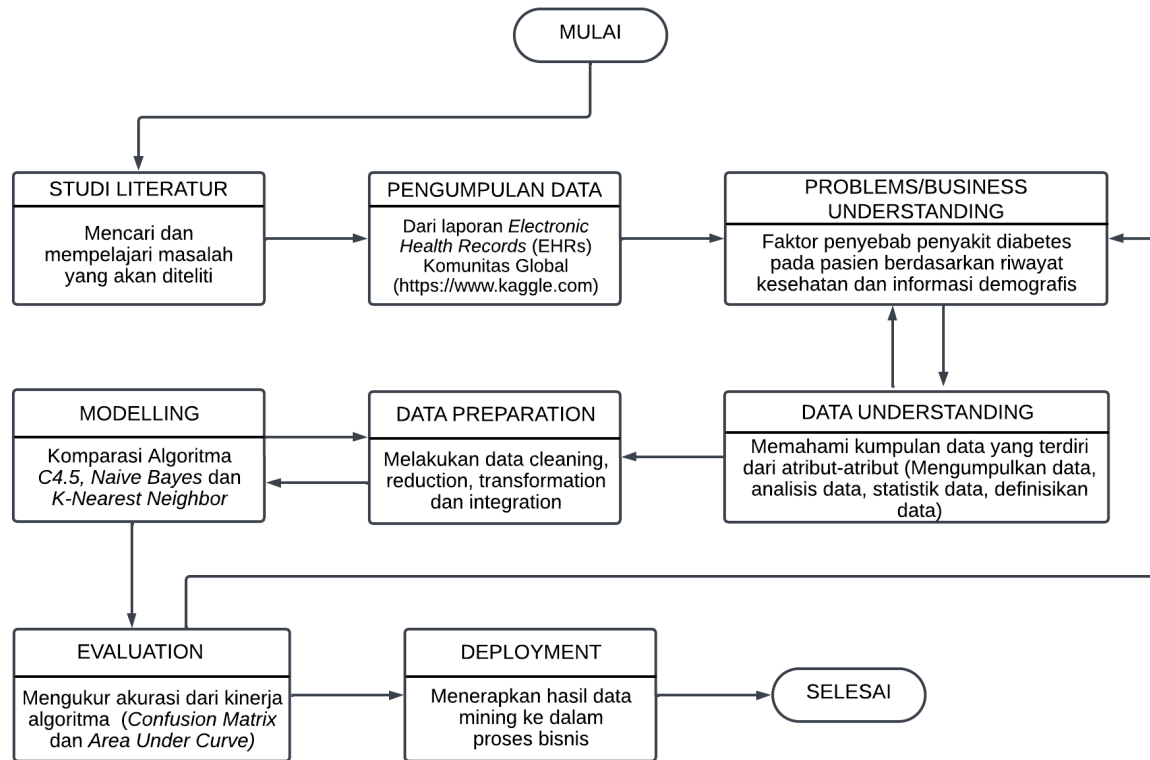 MULAI
STUDI LITERATUR
Mencari dan
mempelajari masalah
yang akan diteliti
PENGUMPULAN DATA
Dari laporan Electronic
Health Records (EHRs)
Komunitas Global
(https://www.kaggle.com)
PROBLEMS/BUSINESS
UNDERSTANDING
Faktor penyebab penyakit diabetes
pada pasien berdasarkan riwayat
kesehatan dan informasi demografis
MODELLING
Komparasi Algoritma
C4.5, Naive Bayes dan
K-Nearest Neighbor
DATA PREPARATION
Melakukan data cleaning,
reduction, transformation
dan integration
DATA UNDERSTANDING
Memahami kumpulan data yang terdiri
dari atribut-atribut (Mengumpulkan data,
analisis data, statistik data, definisikan
data)
EVALUATION
Mengukur akurasi dari kinerja
algoritma (Confusion Matrix
dan Area Under Curve)
DEPLOYMENT
Menerapkan hasil data
mining ke dalam
proses bisnis
SELESAI